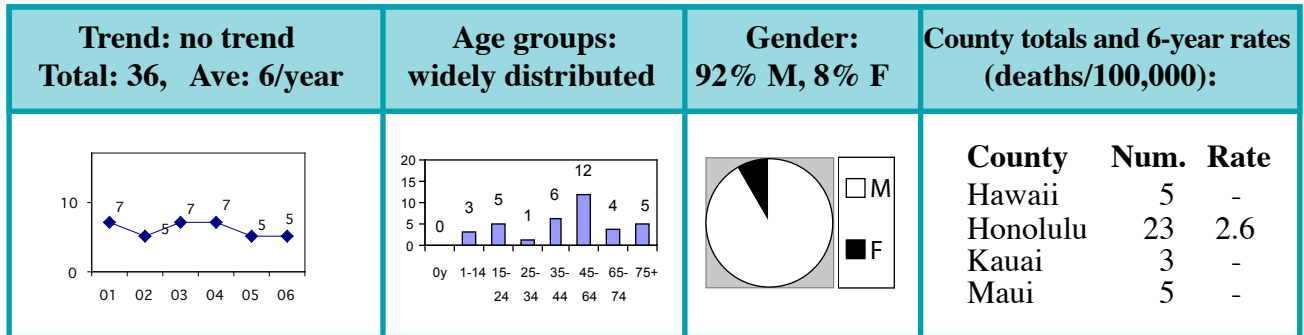 Trend: no trend
Total: 36, Ave: 6/year
Age groups:
widely distributed
Gender:
92% M, 8% F
County totals and 6-year rates
(deaths/100,000):
10
0
7
5
7
7
5
5
01 02 03 04 05 06
20
15
10
5
0
0
3
5
1
6
12
4
5
0y 1-14 15- 25- 35- 45- 65- 75+
24 34 44 64 74
M
F
County Num. Rate
Hawaii 5 -
Honolulu 23 2.6
Kauai 3 -
Maui 5 -